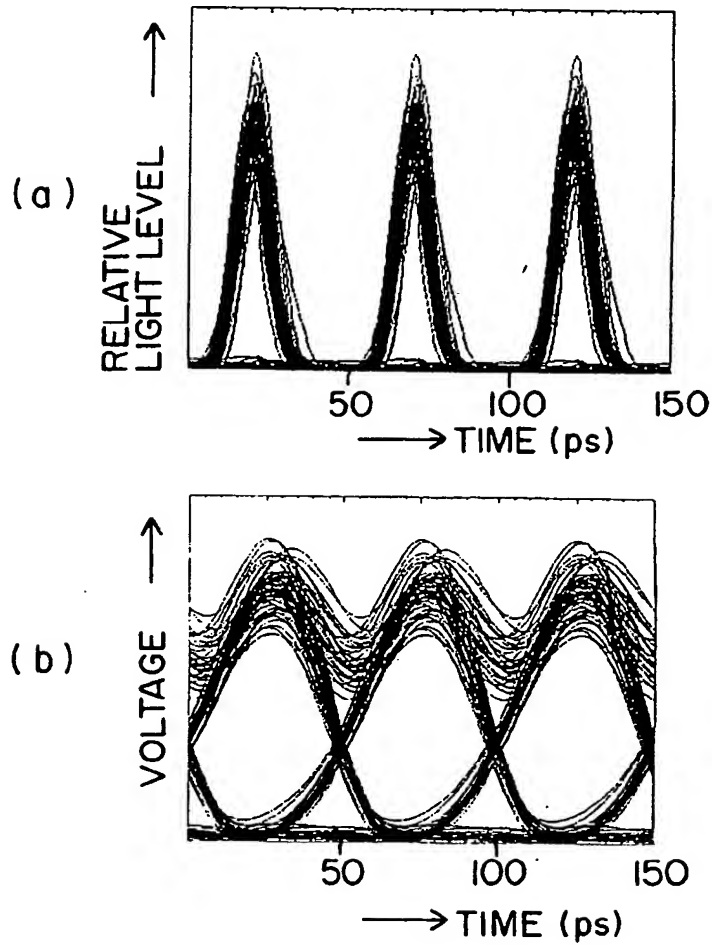 (a)
RELATIVE
LIGHT LEVEL
50
100
150
TIME (ps)
(b)
VOLTAGE
50
100
150
TIME (ps)